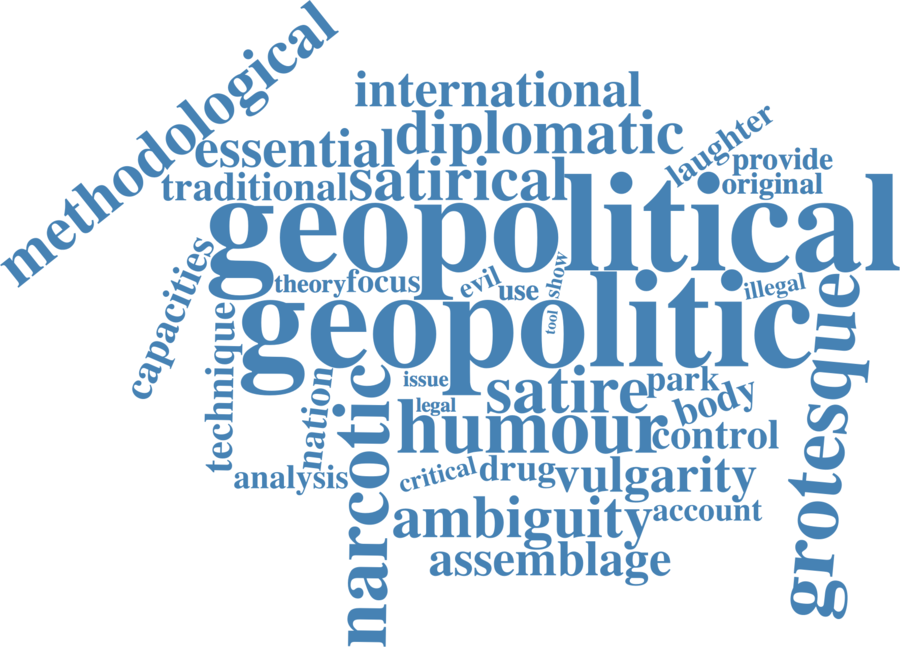 methodological
international
essential
diplomatic
laughter
provide
traditional
satirical
original
geopolitical
capacities
theory
focus
evil
use
show
tool
illegal
geopolitic
grotesque
technique
nation
narcotic
issue
legal
satire
park
body
humour
control
analysis
critical
drug
vulgarity
ambiguity
account
assemblage